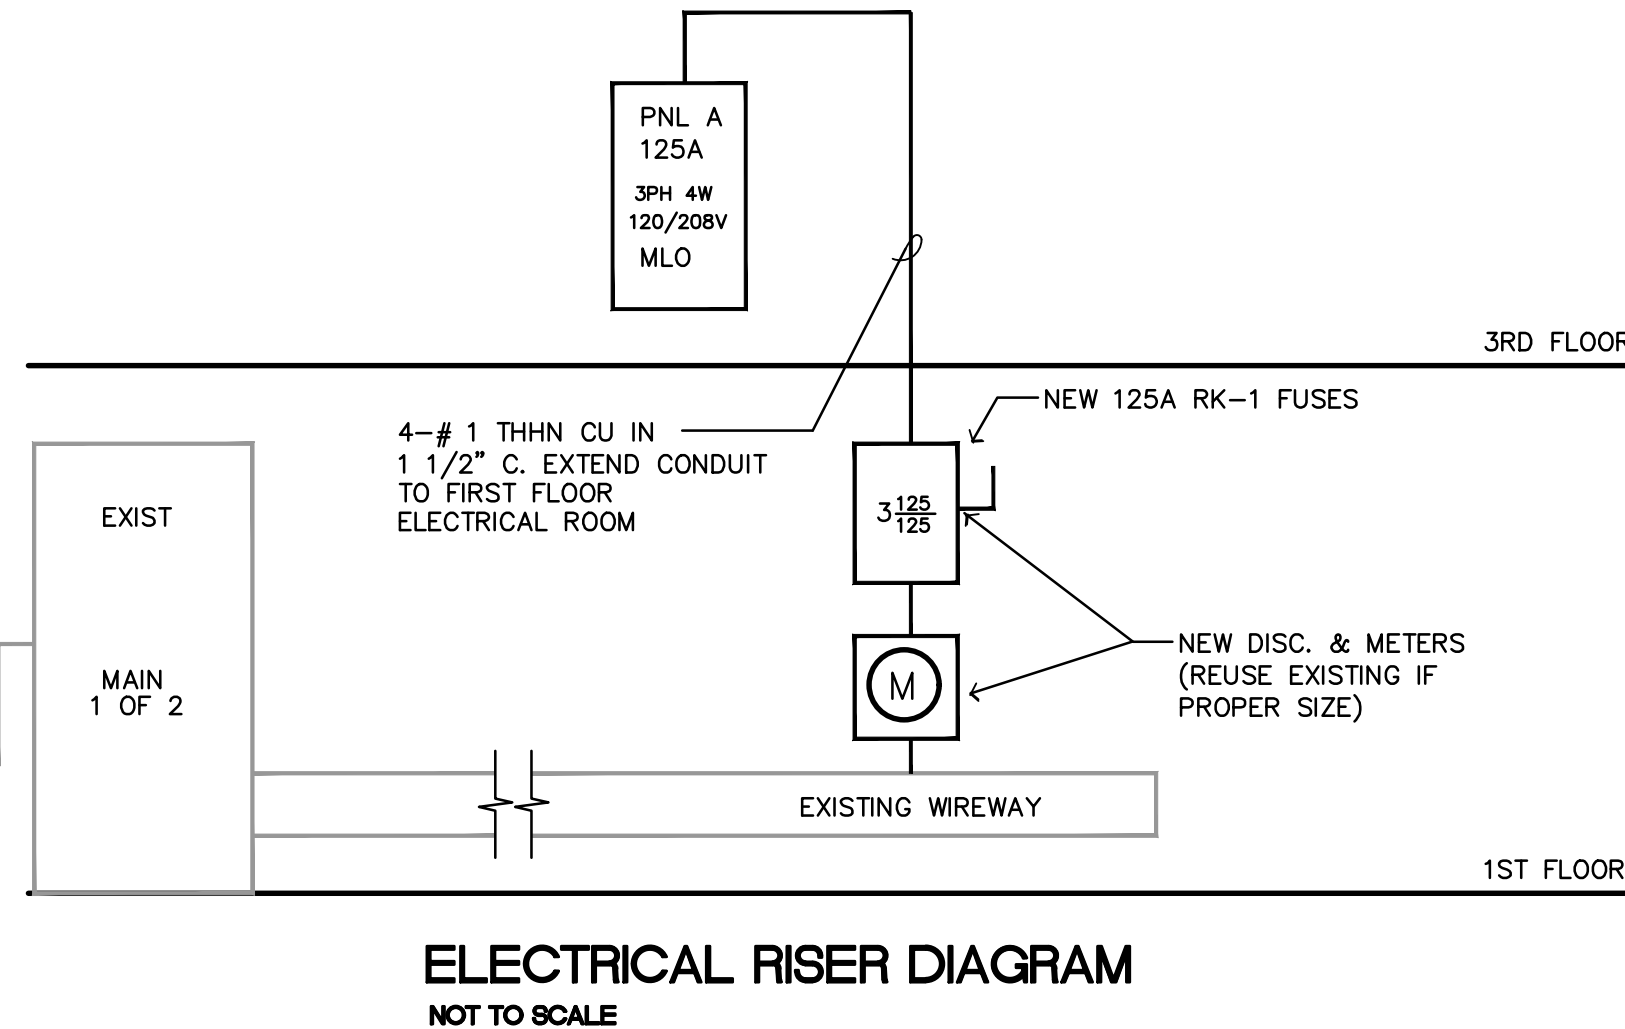 PNL A
125A
3PH 4W
120/208V
MLO
3RD FLOOR
NEW 125A RK-1 FUSES
4-# 1 THHN CU IN
1 1/2" C. EXTEND CONDUIT
TO FIRST FLOOR
ELECTRICAL ROOM
EXIST
MAIN
1 OF 2
3 125
125
M
NEW DISC. & METERS
(REUSE EXISTING IF
PROPER SIZE)
EXISTING WIREWAY
1ST FLOOR
ELECTRICAL RISER DIAGRAM
NOT TO SCALE